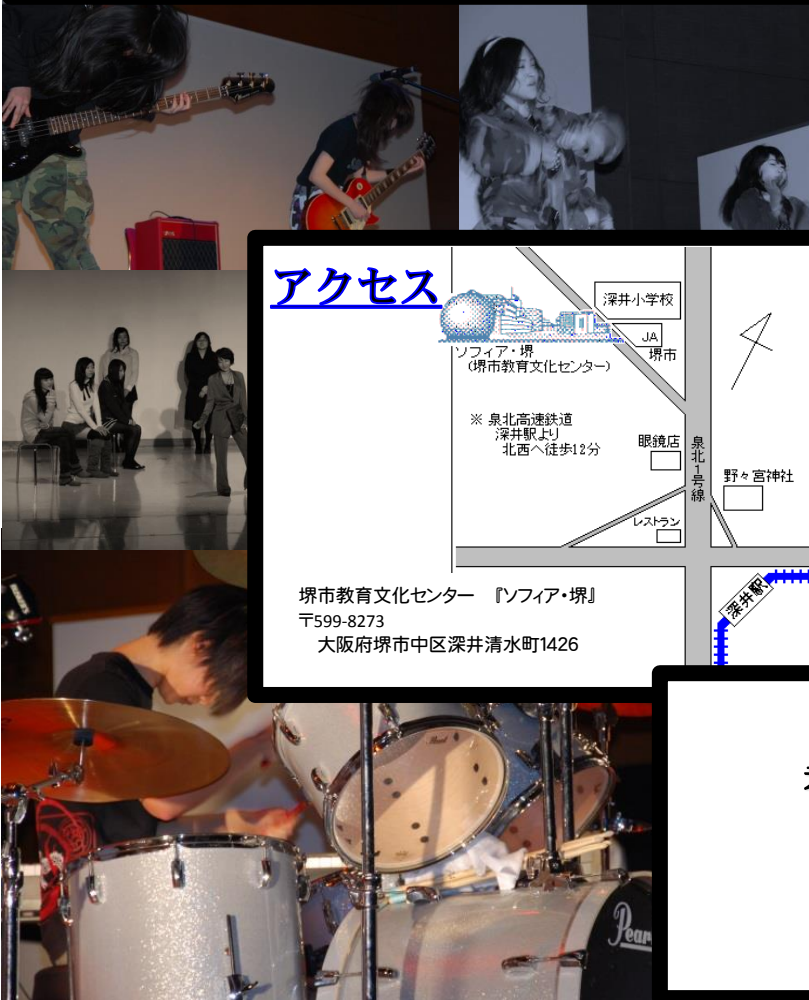 アクセス
深井小学校
JA
堺市
ソフィア・堺
(堺市教育文化センター)
※ 泉北高速鉄道
深井駅より
北西へ徒歩12分
眼鏡店
泉北1号線
野々宮神社
レストラン
深井駅
堺市教育文化センター 『ソフィア・堺』
〒599-8273
大阪府堺市中区深井清水町1426
Pearl